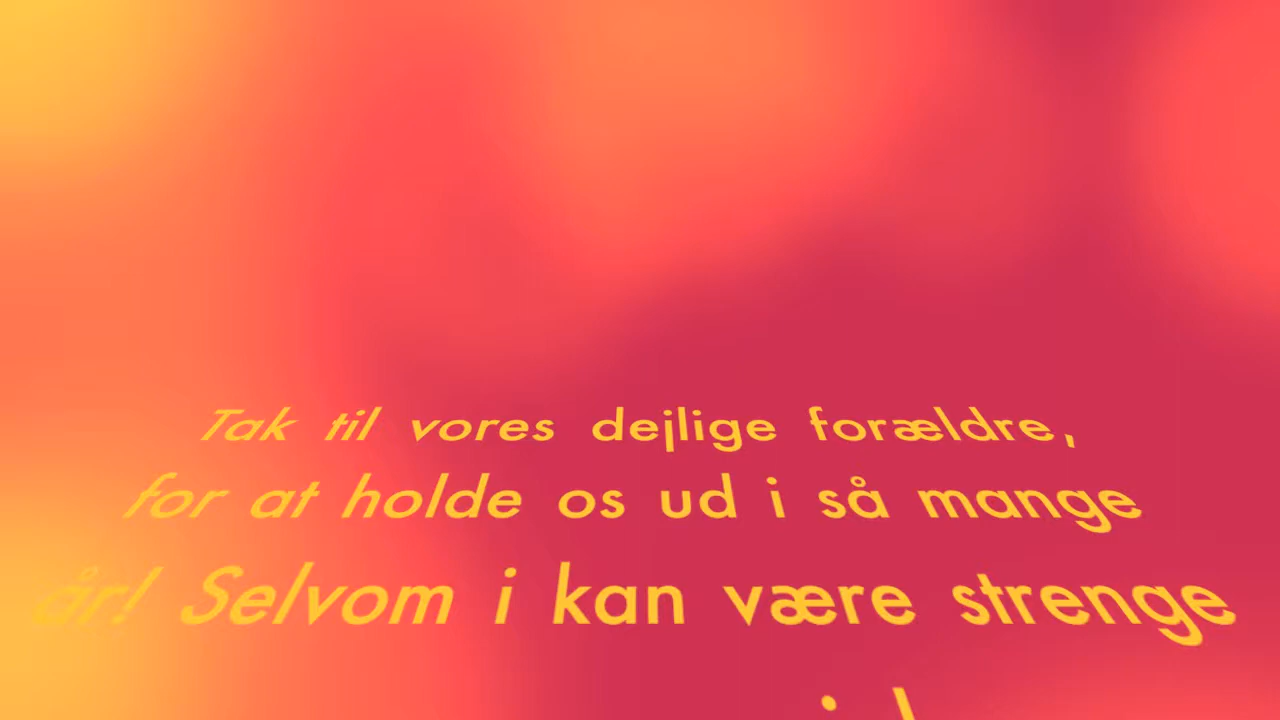 Tak til vores dejlige forældre,
for at holde os ud i så mange
år! Selvom i kan være strenge